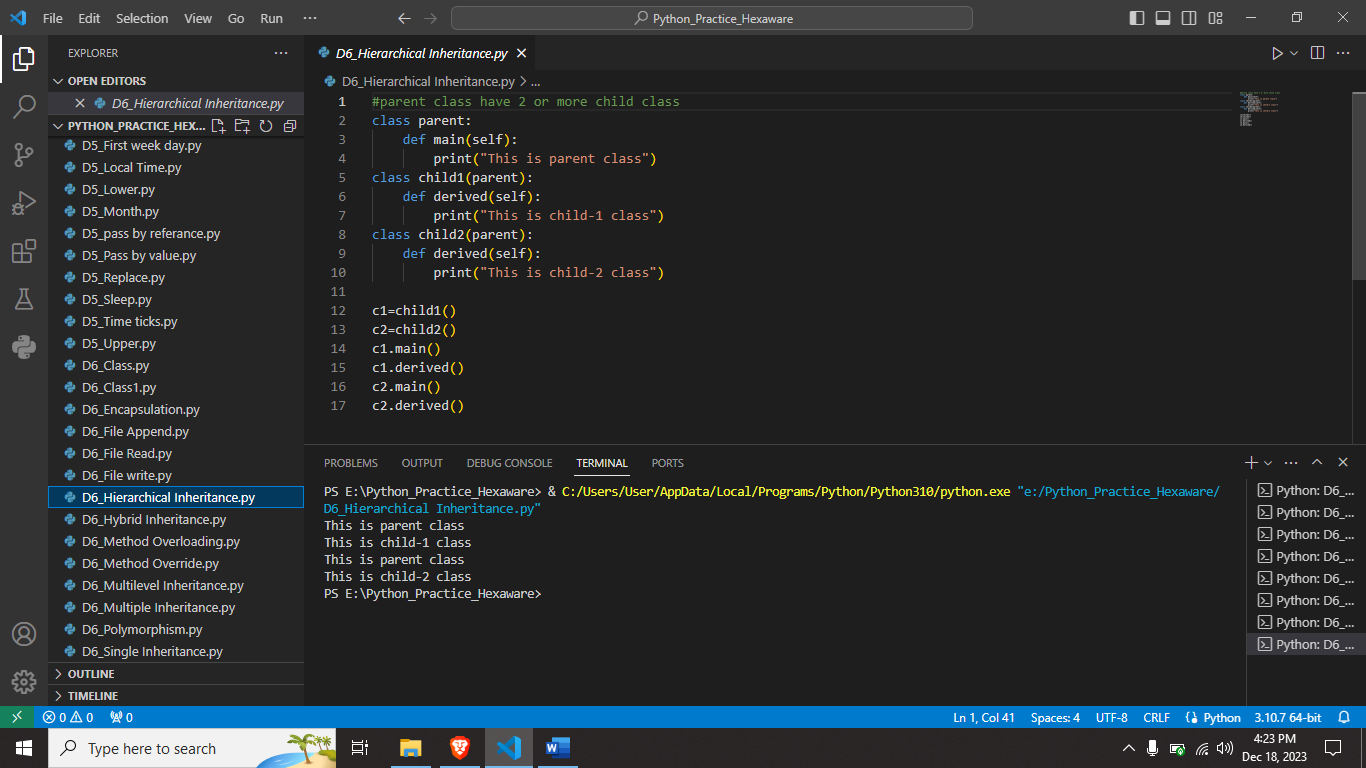 File Edit Selection View Go Run ··· Python_Practice_Hexaware
EXPLORER
OPEN EDITORS
D6_Hierarchical Inheritance.py
PYTHON_PRACTICE_HEX...
D5_First week day.py
D5_Local Time.py
D5_Lower.py
D5_Month.py
D5_pass by referance.py
D5_Pass by value.py
D5_Replace.py
D5_Sleep.py
D5_Time ticks.py
D5_Upper.py
D6_Class.py
D6_Class1.py
D6_Encapsulation.py
D6_File Append.py
D6_File Read.py
D6_File write.py
D6_Hierarchical Inheritance.py
D6_Hybrid Inheritance.py
D6_Method Overloading.py
D6_Method Override.py
D6_Multilevel Inheritance.py
D6_Multiple Inheritance.py
D6_Polymorphism.py
D6_Single Inheritance.py
OUTLINE
TIMELINE
D6_Hierarchical Inheritance.py
D6_Hierarchical Inheritance.py > ...
1 #parent class have 2 or more child class
2 class parent:
3     def main(self):
4         print("This is parent class")
5 class child1(parent):
6     def derived(self):
7         print("This is child-1 class")
8 class child2(parent):
9     def derived(self):
10         print("This is child-2 class")
11
12 c1=child1()
13 c2=child2()
14 c1.main()
15 c1.derived()
16 c2.main()
17 c2.derived()
PROBLEMS OUTPUT DEBUG CONSOLE TERMINAL PORTS
PS E:\Python_Practice_Hexaware> & C:/Users/User/AppData/Local/Programs/Python/Python310/python.exe "e:/Python_Practice_Hexaware/
D6_Hierarchical Inheritance.py"
This is parent class
This is child-1 class
This is parent class
This is child-2 class
PS E:\Python_Practice_Hexaware>
Python: D6_...
Python: D6_...
Python: D6_...
Python: D6_...
Python: D6_...
Python: D6_...
Python: D6_...
Python: D6_...
0 0 0 Ln 1, Col 41 Spaces: 4 UTF-8 CRLF Python 3.10.7 64-bit
Type here to search
4:23 PM
Dec 18, 2023